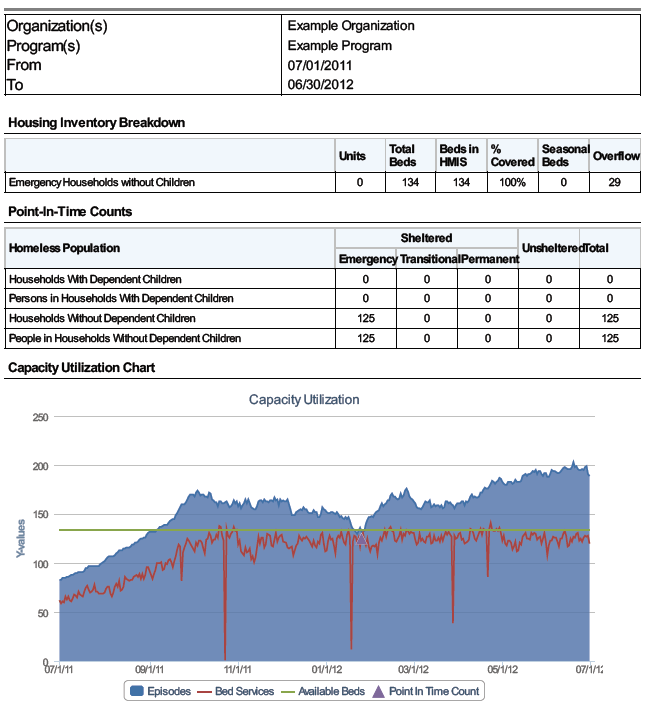 Organization(s) Example Organization
Program(s) Example Program
From 07/01/2011
To 06/30/2012
Housing Inventory Breakdown
Units Total Beds Beds in HMIS % Covered Seasonal Beds Overflow
Emergency Households without Children 0 134 134 100% 0 29
Point-In-Time Counts
Homeless Population Sheltered Unsheltered Total
Emergency Transitional Permanent
Households With Dependent Children 0 0 0 0 0
Persons in Households With Dependent Children 0 0 0 0 0
Households Without Dependent Children 125 0 0 0 125
People in Households Without Dependent Children 125 0 0 0 125
Capacity Utilization Chart
Capacity Utilization
Y-values
250
200
150
100
50
0
07/1/11 09/1/11 11/1/11 01/1/12 03/1/12 05/1/12 07/1/12
Episodes Bed Services Available Beds Point In Time Count